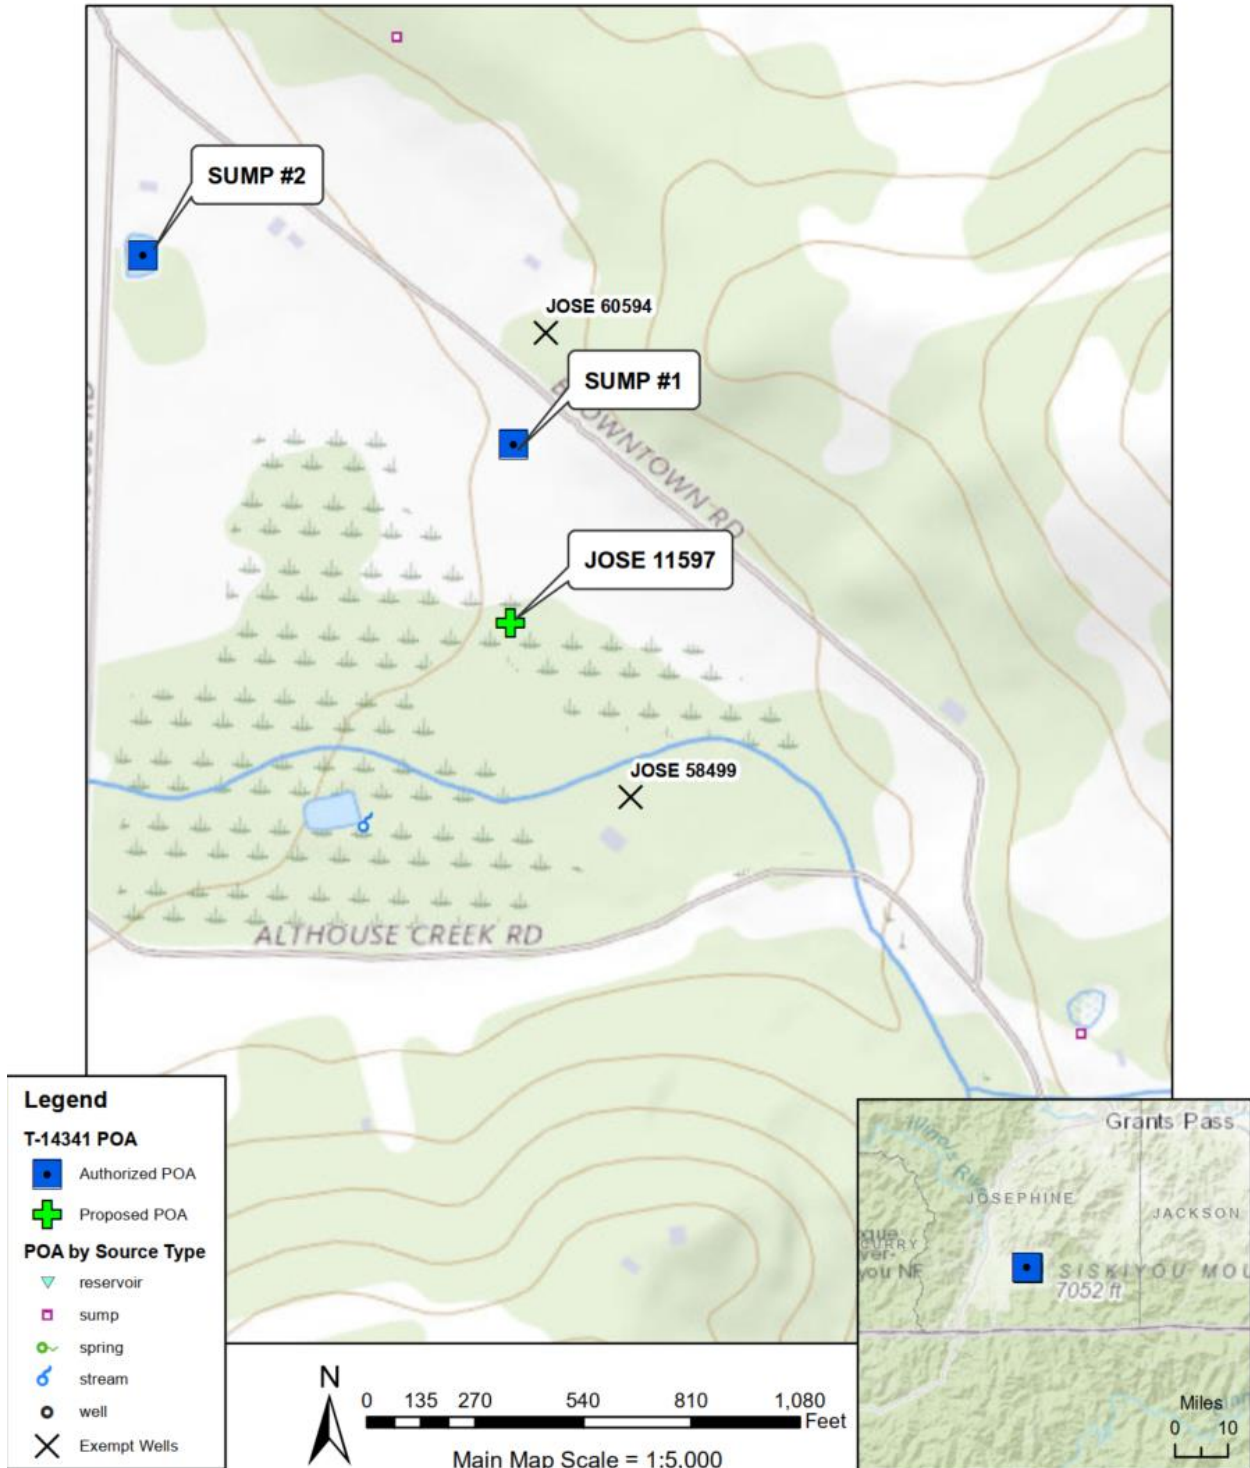 SUMP #2
JOSE 60594
SUMP #1
BROWNTOWN RD
JOSE 11597
JOSE 58499
ALTHOUSE CREEK RD
Legend
T-14341 POA
Authorized POA
Proposed POA
POA by Source Type
reservoir
sump
spring
stream
well
Exempt Wells
N
0 135 270 540 810 1,080
Feet
Main Map Scale = 1:5,000
Grants Pass
Illinois River
JOSEPHINE
JACKSON
CURRY
SISKIYOU MOU
7052 ft
Miles
0 10